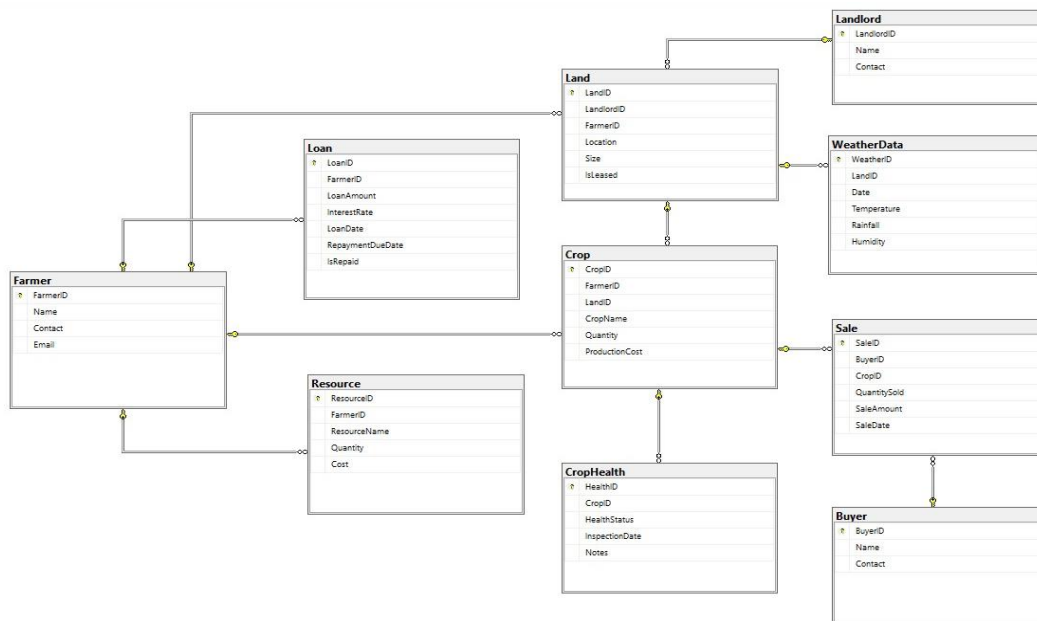 Landlord
LandlordID
Name
Contact
Land
LandID
LandlordID
FarmerID
Location
Size
IsLeased
WeatherData
WeatherID
LandID
Date
Temperature
Rainfall
Humidity
Loan
LoanID
FarmerID
LoanAmount
InterestRate
LoanDate
RepaymentDueDate
IsRepaid
Farmer
FarmerID
Name
Contact
Email
Crop
CropID
FarmerID
LandID
CropName
Quantity
ProductionCost
Sale
SaleID
BuyerID
CropID
QuantitySold
SaleAmount
SaleDate
Resource
ResourceID
FarmerID
ResourceName
Quantity
Cost
CropHealth
HealthID
CropID
HealthStatus
InspectionDate
Notes
Buyer
BuyerID
Name
Contact